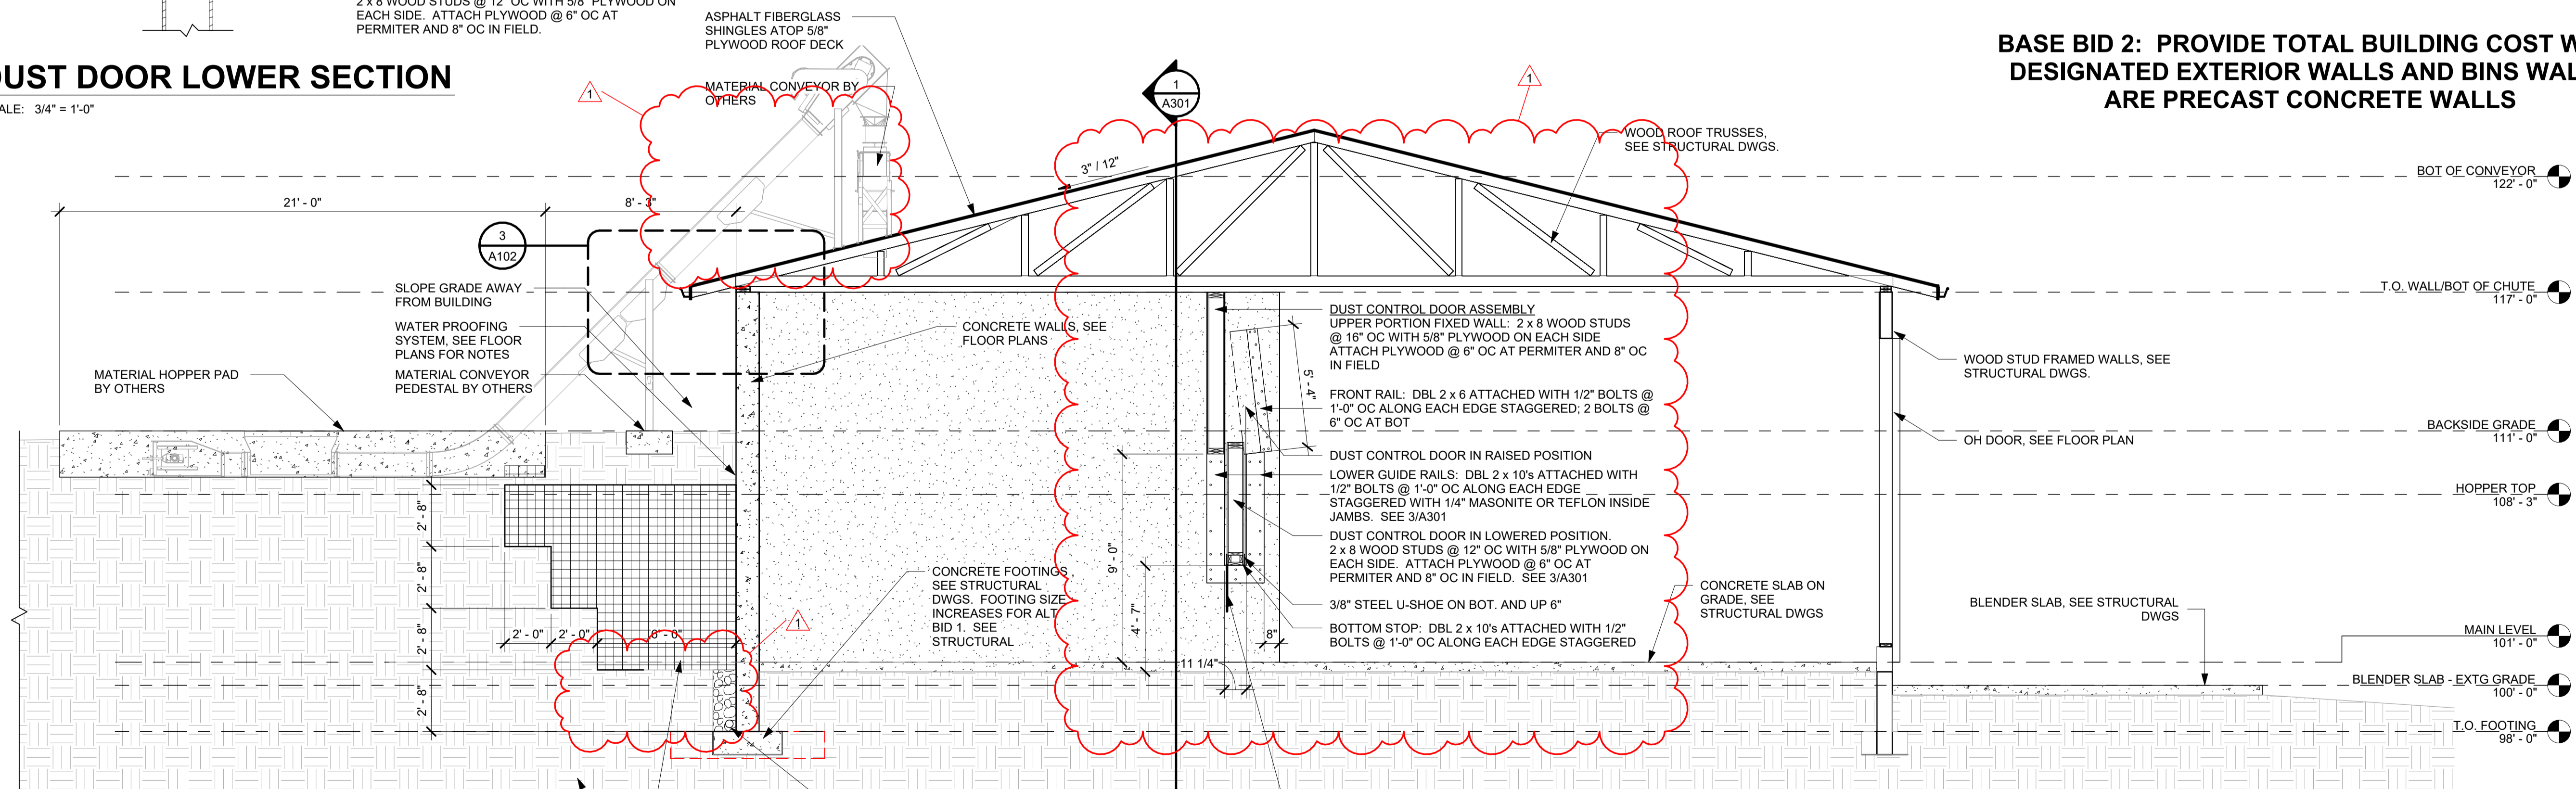 2 x 8 WOOD STUDS @ 12" OC WITH 5/8" PLYWOOD ON
EACH SIDE. ATTACH PLYWOOD @ 6" OC AT
PERMITER AND 8" OC IN FIELD.
DUST DOOR LOWER SECTION
3/4" = 1'-0"
ASPHALT FIBERGLASS
SHINGLES ATOP 5/8"
PLYWOOD ROOF DECK
MATERIAL CONVEYOR BY
OTHERS
1
1
A301
1
BASE BID 2: PROVIDE TOTAL BUILDING COST
DESIGNATED EXTERIOR WALLS AND BINS
ARE PRECAST CONCRETE WALLS
WOOD ROOF TRUSSES,
SEE STRUCTURAL DWGS.
3" / 12"
BOT OF CONVEYOR
122' - 0"
21' - 0"
8' - 3"
3
A102
SLOPE GRADE AWAY
FROM BUILDING
WATER PROOFING
SYSTEM, SEE FLOOR
PLANS FOR NOTES
MATERIAL CONVEYOR
PEDESTAL BY OTHERS
MATERIAL HOPPER PAD
BY OTHERS
CONCRETE WALLS, SEE
FLOOR PLANS
T.O. WALL/BOT OF CHUTE
117' - 0"
DUST CONTROL DOOR ASSEMBLY
UPPER PORTION FIXED WALL: 2 x 8 WOOD STUDS
@ 16" OC WITH 5/8" PLYWOOD ON EACH SIDE
ATTACH PLYWOOD @ 6" OC AT PERMITER AND 8" OC
IN FIELD
5' - 4"
FRONT RAIL: DBL 2 x 6 ATTACHED WITH 1/2" BOLTS @
1'-0" OC ALONG EACH EDGE STAGGERED; 2 BOLTS @
6" OC AT BOT
DUST CONTROL DOOR IN RAISED POSITION
LOWER GUIDE RAILS: DBL 2 x 10's ATTACHED WITH
1/2" BOLTS @ 1'-0" OC ALONG EACH EDGE
STAGGERED WITH 1/4" MASONITE OR TEFLON INSIDE
JAMBS. SEE 3/A301
DUST CONTROL DOOR IN LOWERED POSITION.
2 x 8 WOOD STUDS @ 12" OC WITH 5/8" PLYWOOD ON
EACH SIDE. ATTACH PLYWOOD @ 6" OC AT
PERMITER AND 8" OC IN FIELD. SEE 3/A301
3/8" STEEL U-SHOE ON BOT. AND UP 6"
BOTTOM STOP: DBL 2 x 10's ATTACHED WITH 1/2"
BOLTS @ 1'-0" OC ALONG EACH EDGE STAGGERED
WOOD STUD FRAMED WALLS, SEE
STRUCTURAL DWGS.
OH DOOR, SEE FLOOR PLAN
BACKSIDE GRADE
111' - 0"
HOPPER TOP
108' - 3"
2' - 8"
2' - 8"
2' - 8"
2' - 8"
2' - 0"
2' - 0"
6' - 0"
1
CONCRETE FOOTINGS
SEE STRUCTURAL
DWGS. FOOTING SIZE
INCREASES FOR ALT
BID 1. SEE
STRUCTURAL
9' - 0"
4' - 7"
8"
11 1/4"
CONCRETE SLAB ON
GRADE, SEE
STRUCTURAL DWGS
BLENDER SLAB, SEE STRUCTURAL
DWGS
MAIN LEVEL
101' - 0"
BLENDER SLAB - EXTG GRADE
100' - 0"
T.O. FOOTING
98' - 0"